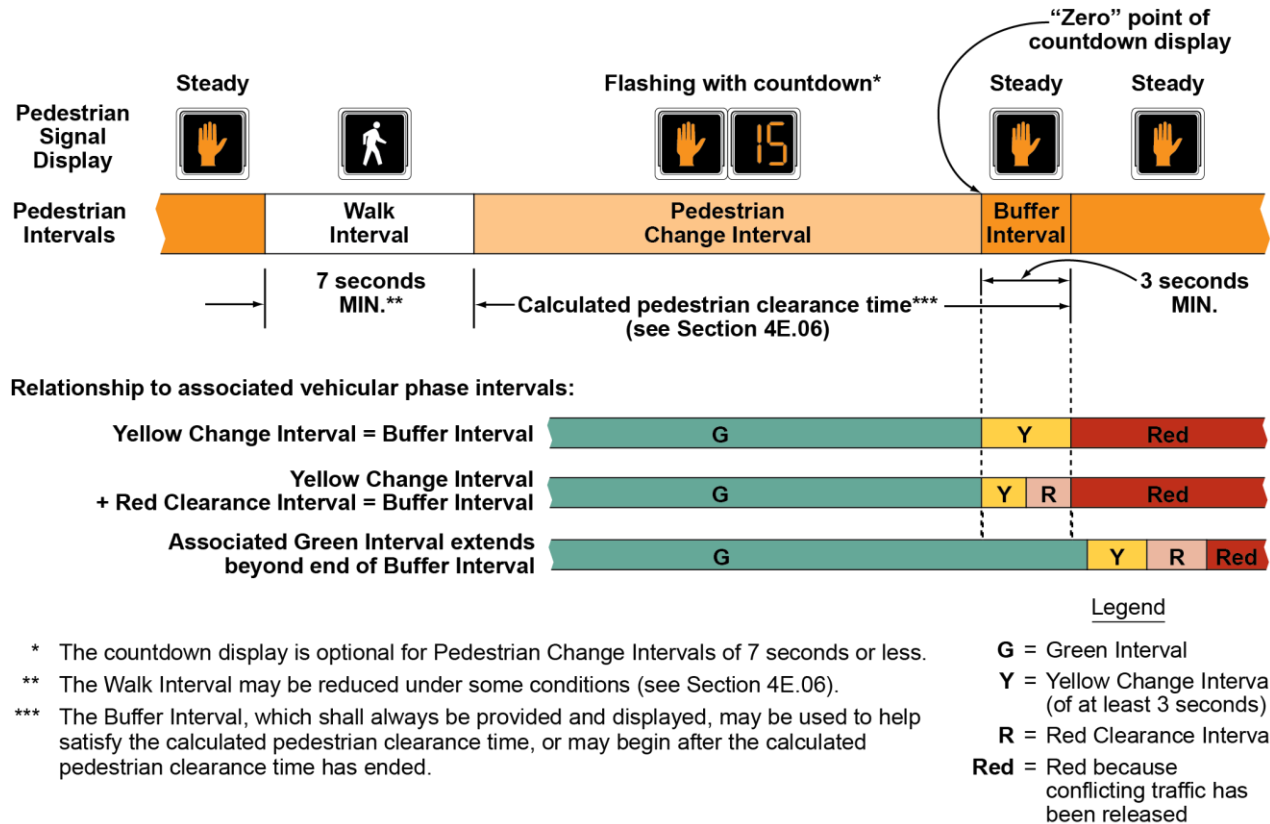 “Zero” point of
countdown display
Steady
Flashing with countdown*
Steady
Steady
Pedestrian
Signal
Display
15
Pedestrian
Intervals
Walk
Interval
Pedestrian
Change Interval
Buffer
Interval
7 seconds
MIN.**
Calculated pedestrian clearance time***
(see Section 4E.06)
3 seconds
MIN.
Relationship to associated vehicular phase intervals:
Yellow Change Interval = Buffer Interval
G
Y
Red
Yellow Change Interval
+ Red Clearance Interval = Buffer Interval
G
Y
R
Red
Associated Green Interval extends
beyond end of Buffer Interval
G
Y
R
Red
* The countdown display is optional for Pedestrian Change Intervals of 7 seconds or less.
** The Walk Interval may be reduced under some conditions (see Section 4E.06).
*** The Buffer Interval, which shall always be provided and displayed, may be used to help
satisfy the calculated pedestrian clearance time, or may begin after the calculated
pedestrian clearance time has ended.
Legend
G = Green Interval
Y = Yellow Change Interva
(of at least 3 seconds)
R = Red Clearance Interva
Red = Red because
conflicting traffic has
been released